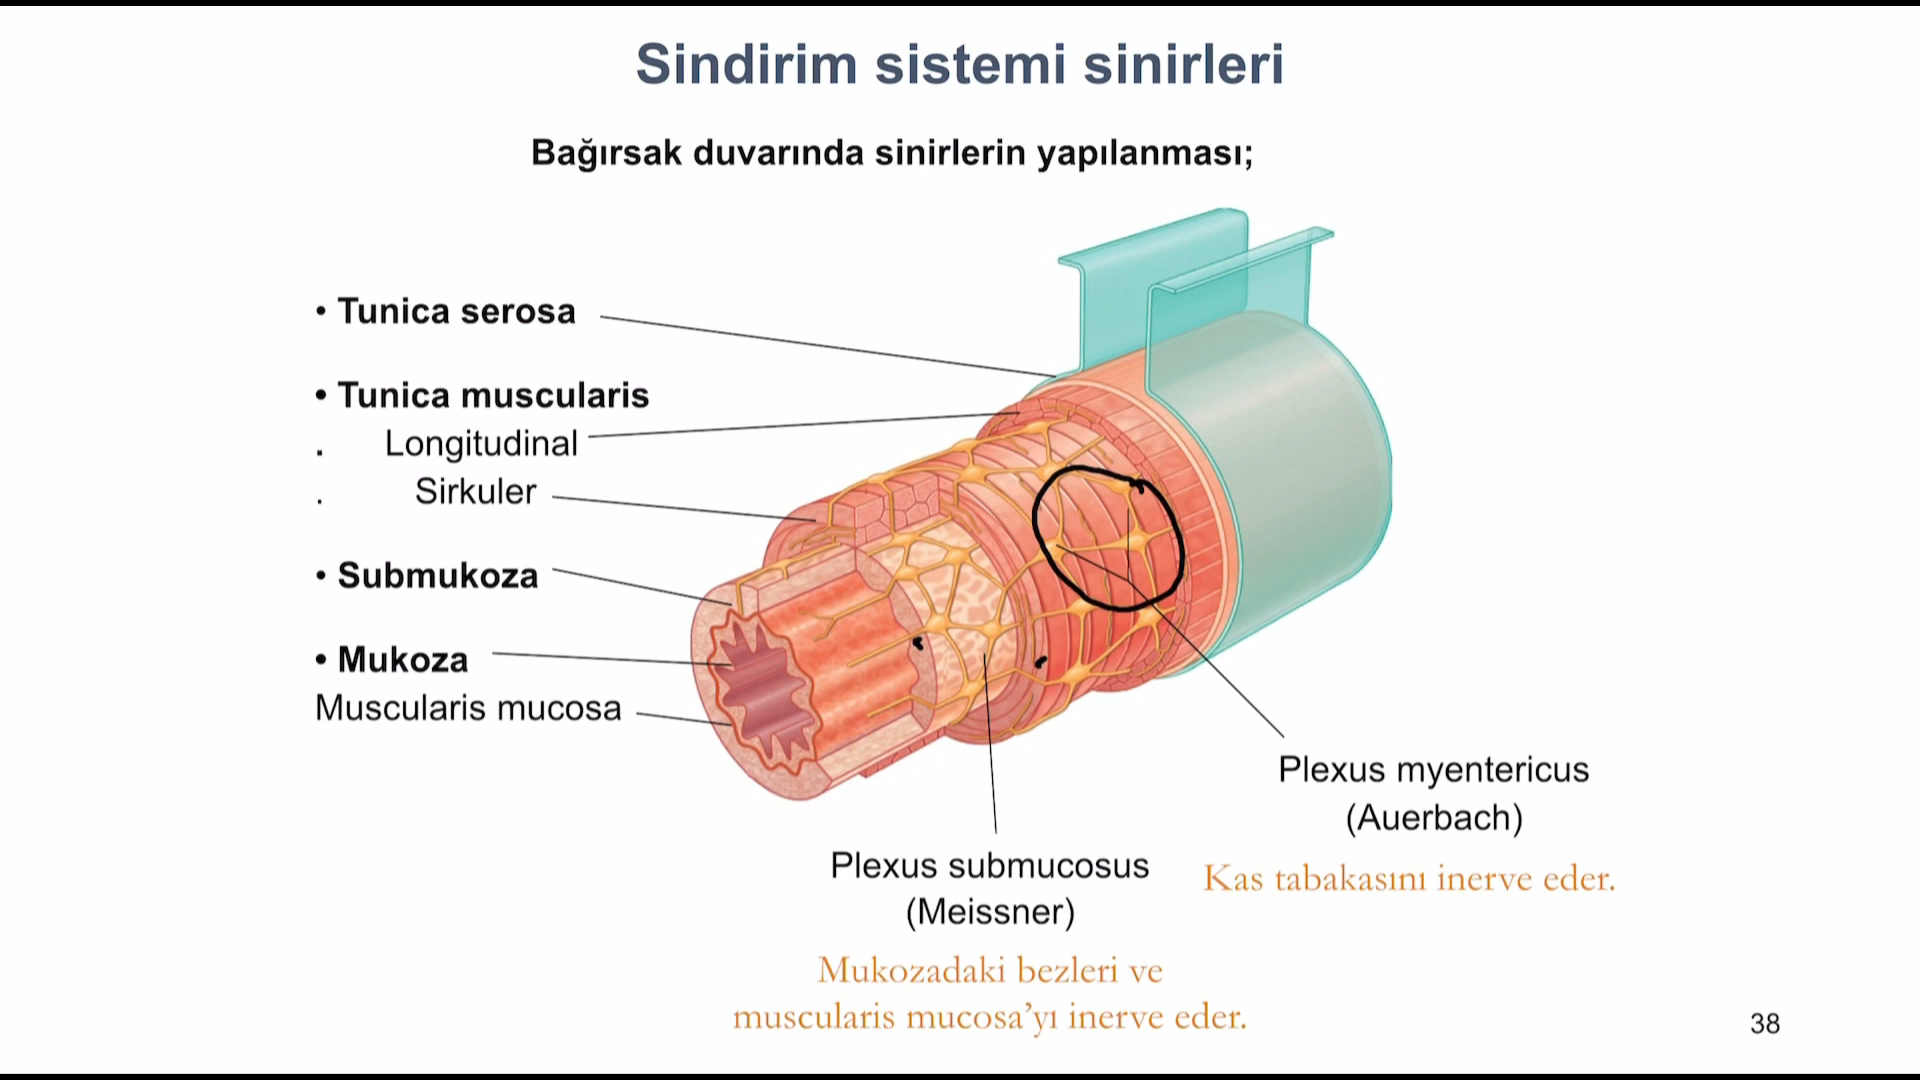 Sindirim sistemi sinirleri
Bağırsak duvarında sinirlerin yapılanması;
• Tunica serosa
• Tunica muscularis
. Longitudinal
. Sirkuler
• Submukoza
• Mukoza
Muscularis mucosa
Plexus myentericus
(Auerbach)
Kas tabakasını inerve eder.
Plexus submucosus
(Meissner)
Mukozadaki bezleri ve
muscularis mucosa’yı inerve eder.
38